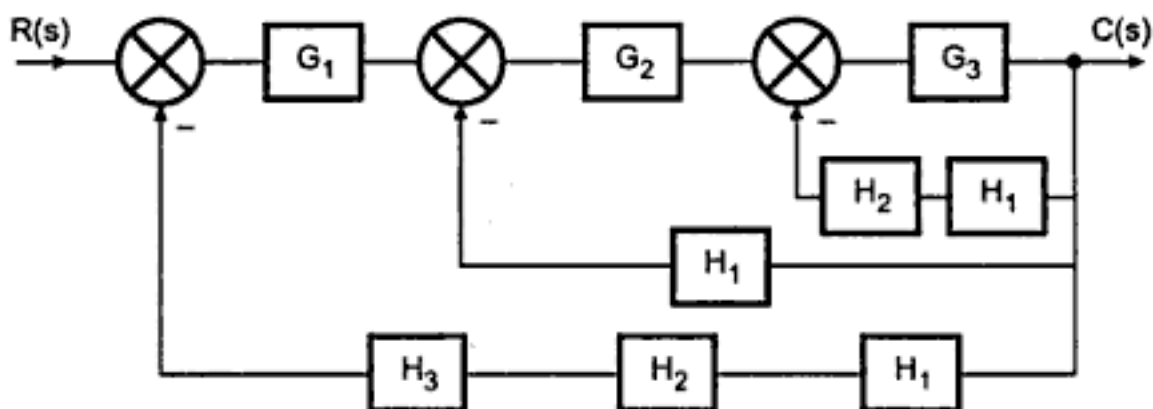 R(s) G₁ G₂ G₃ C(s)
− − −
H₂ H₁
H₁
H₃ H₂ H₁